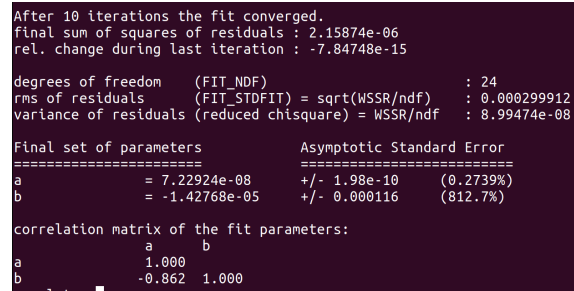 After 10 iterations the fit converged.
final sum of squares of residuals : 2.15874e-06
rel. change during last iteration : -7.84748e-15
degrees of freedom    (FIT_NDF)                        : 24
rms of residuals      (FIT_STDFIT) = sqrt(WSSR/ndf)    : 0.000299912
variance of residuals (reduced chisquare) = WSSR/ndf   : 8.99474e-08
Final set of parameters            Asymptotic Standard Error
=======================            ==========================
a               = 7.22924e-08      +/- 1.98e-10     (0.2739%)
b               = -1.42768e-05     +/- 0.000116     (812.7%)
correlation matrix of the fit parameters:
                a      b
a               1.000
b              -0.862  1.000